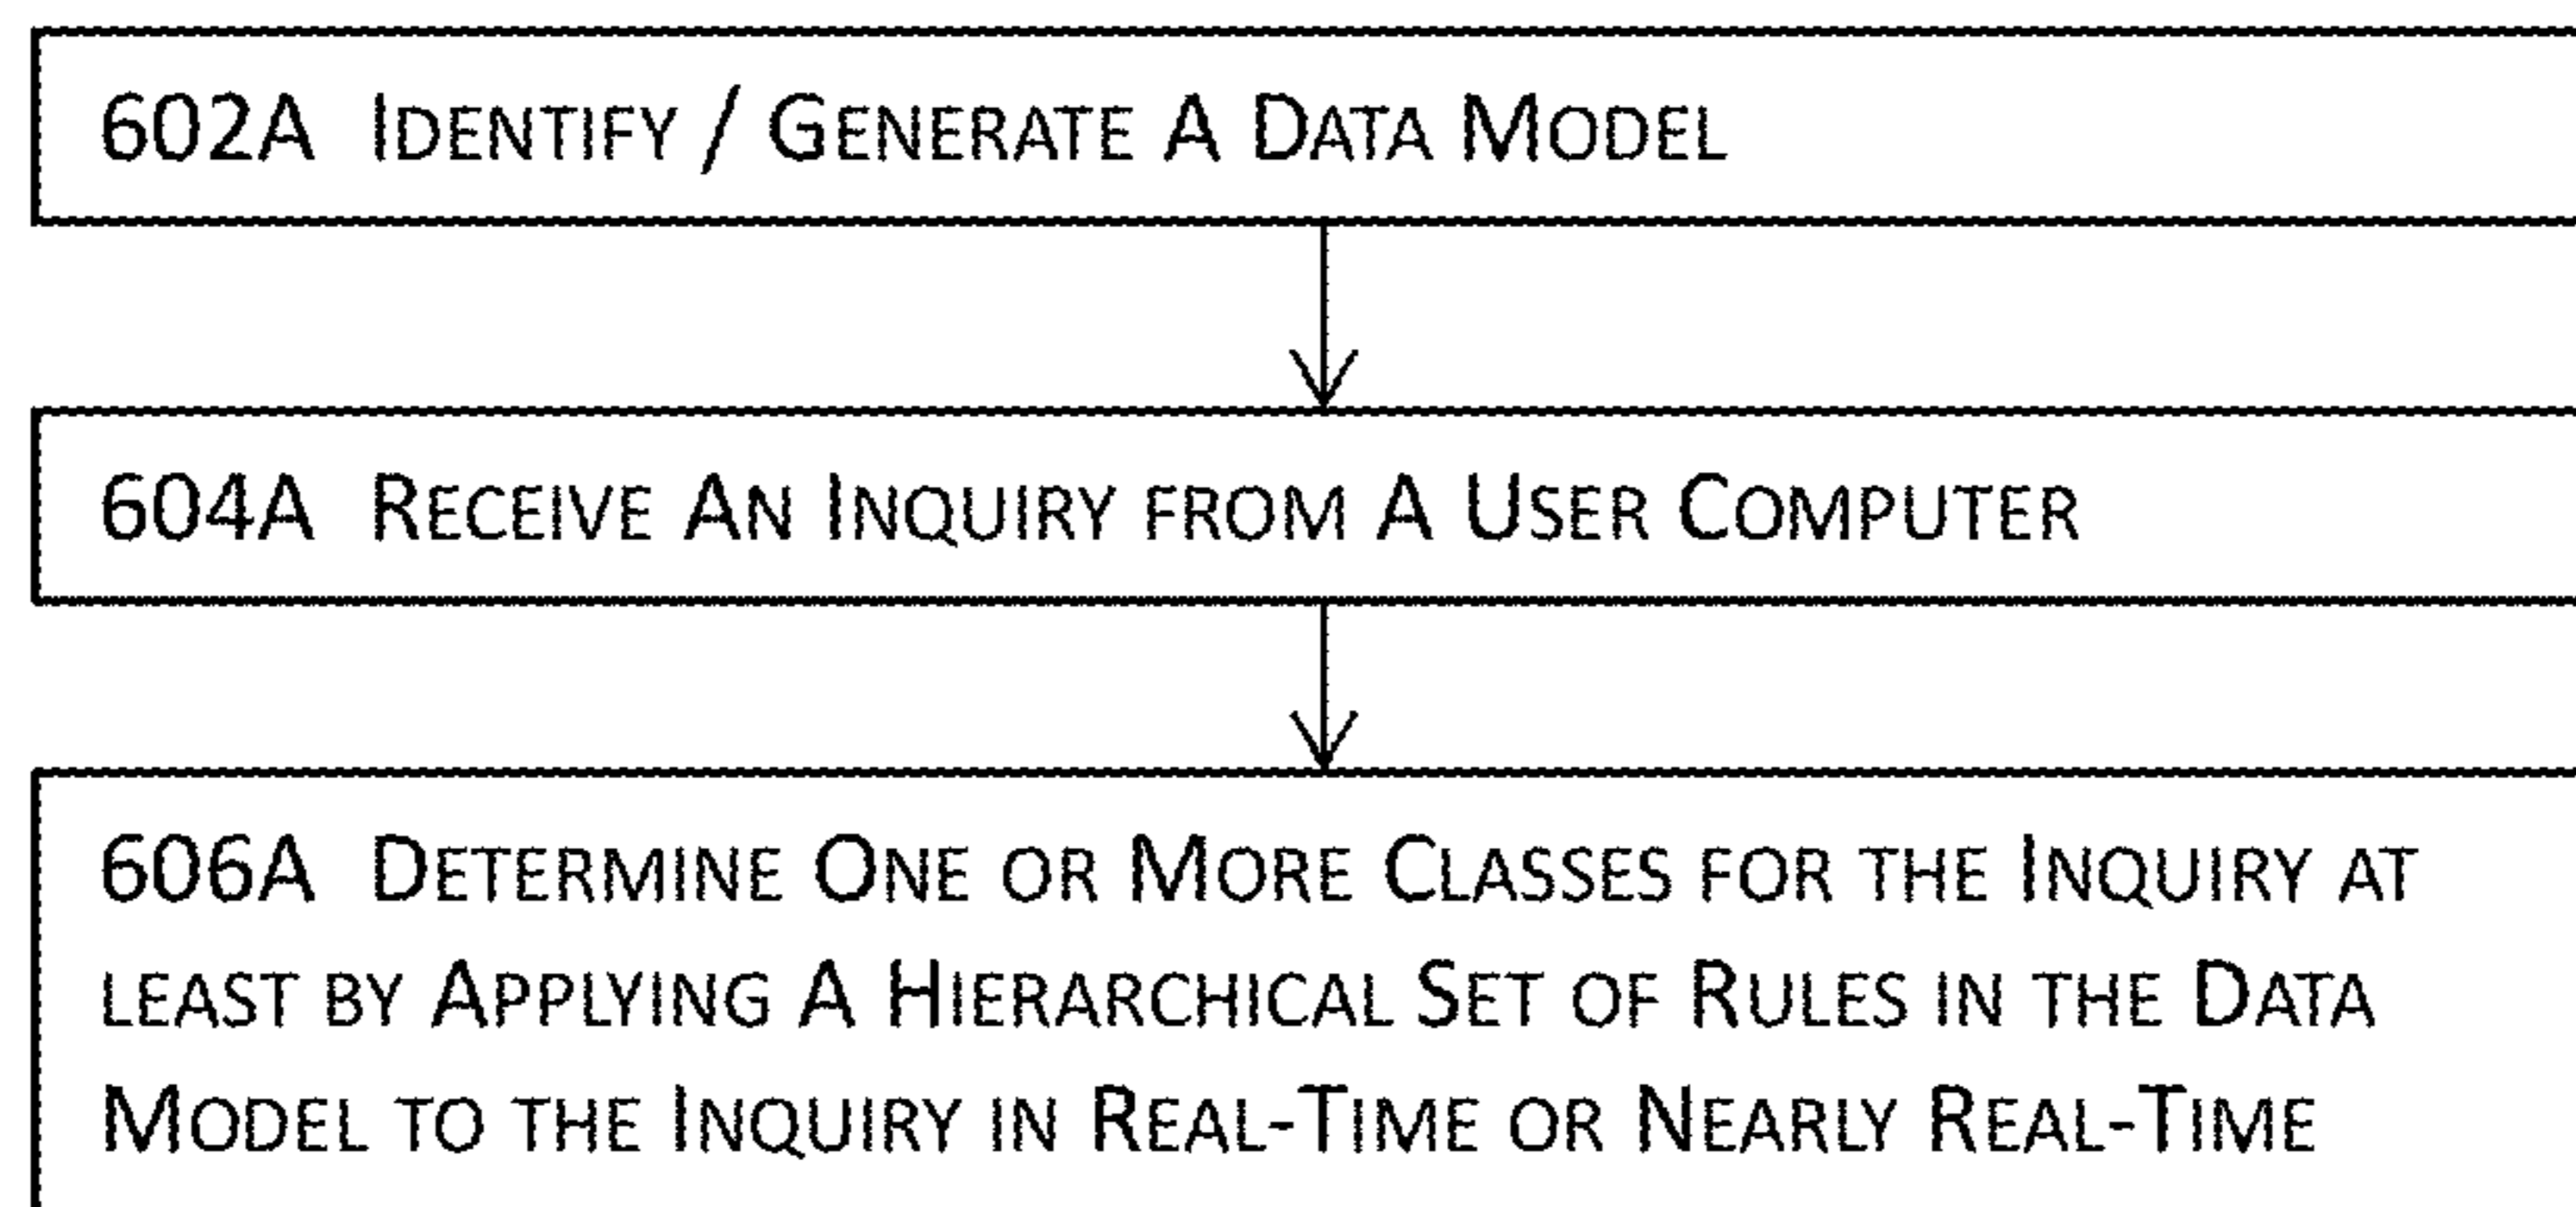 602A Identify / Generate A Data Model
604A Receive An Inquiry from A User Computer
606A Determine One or More Classes for the Inquiry at
least by Applying A Hierarchical Set of Rules in the Data
Model to the Inquiry in Real-Time or Nearly Real-Time